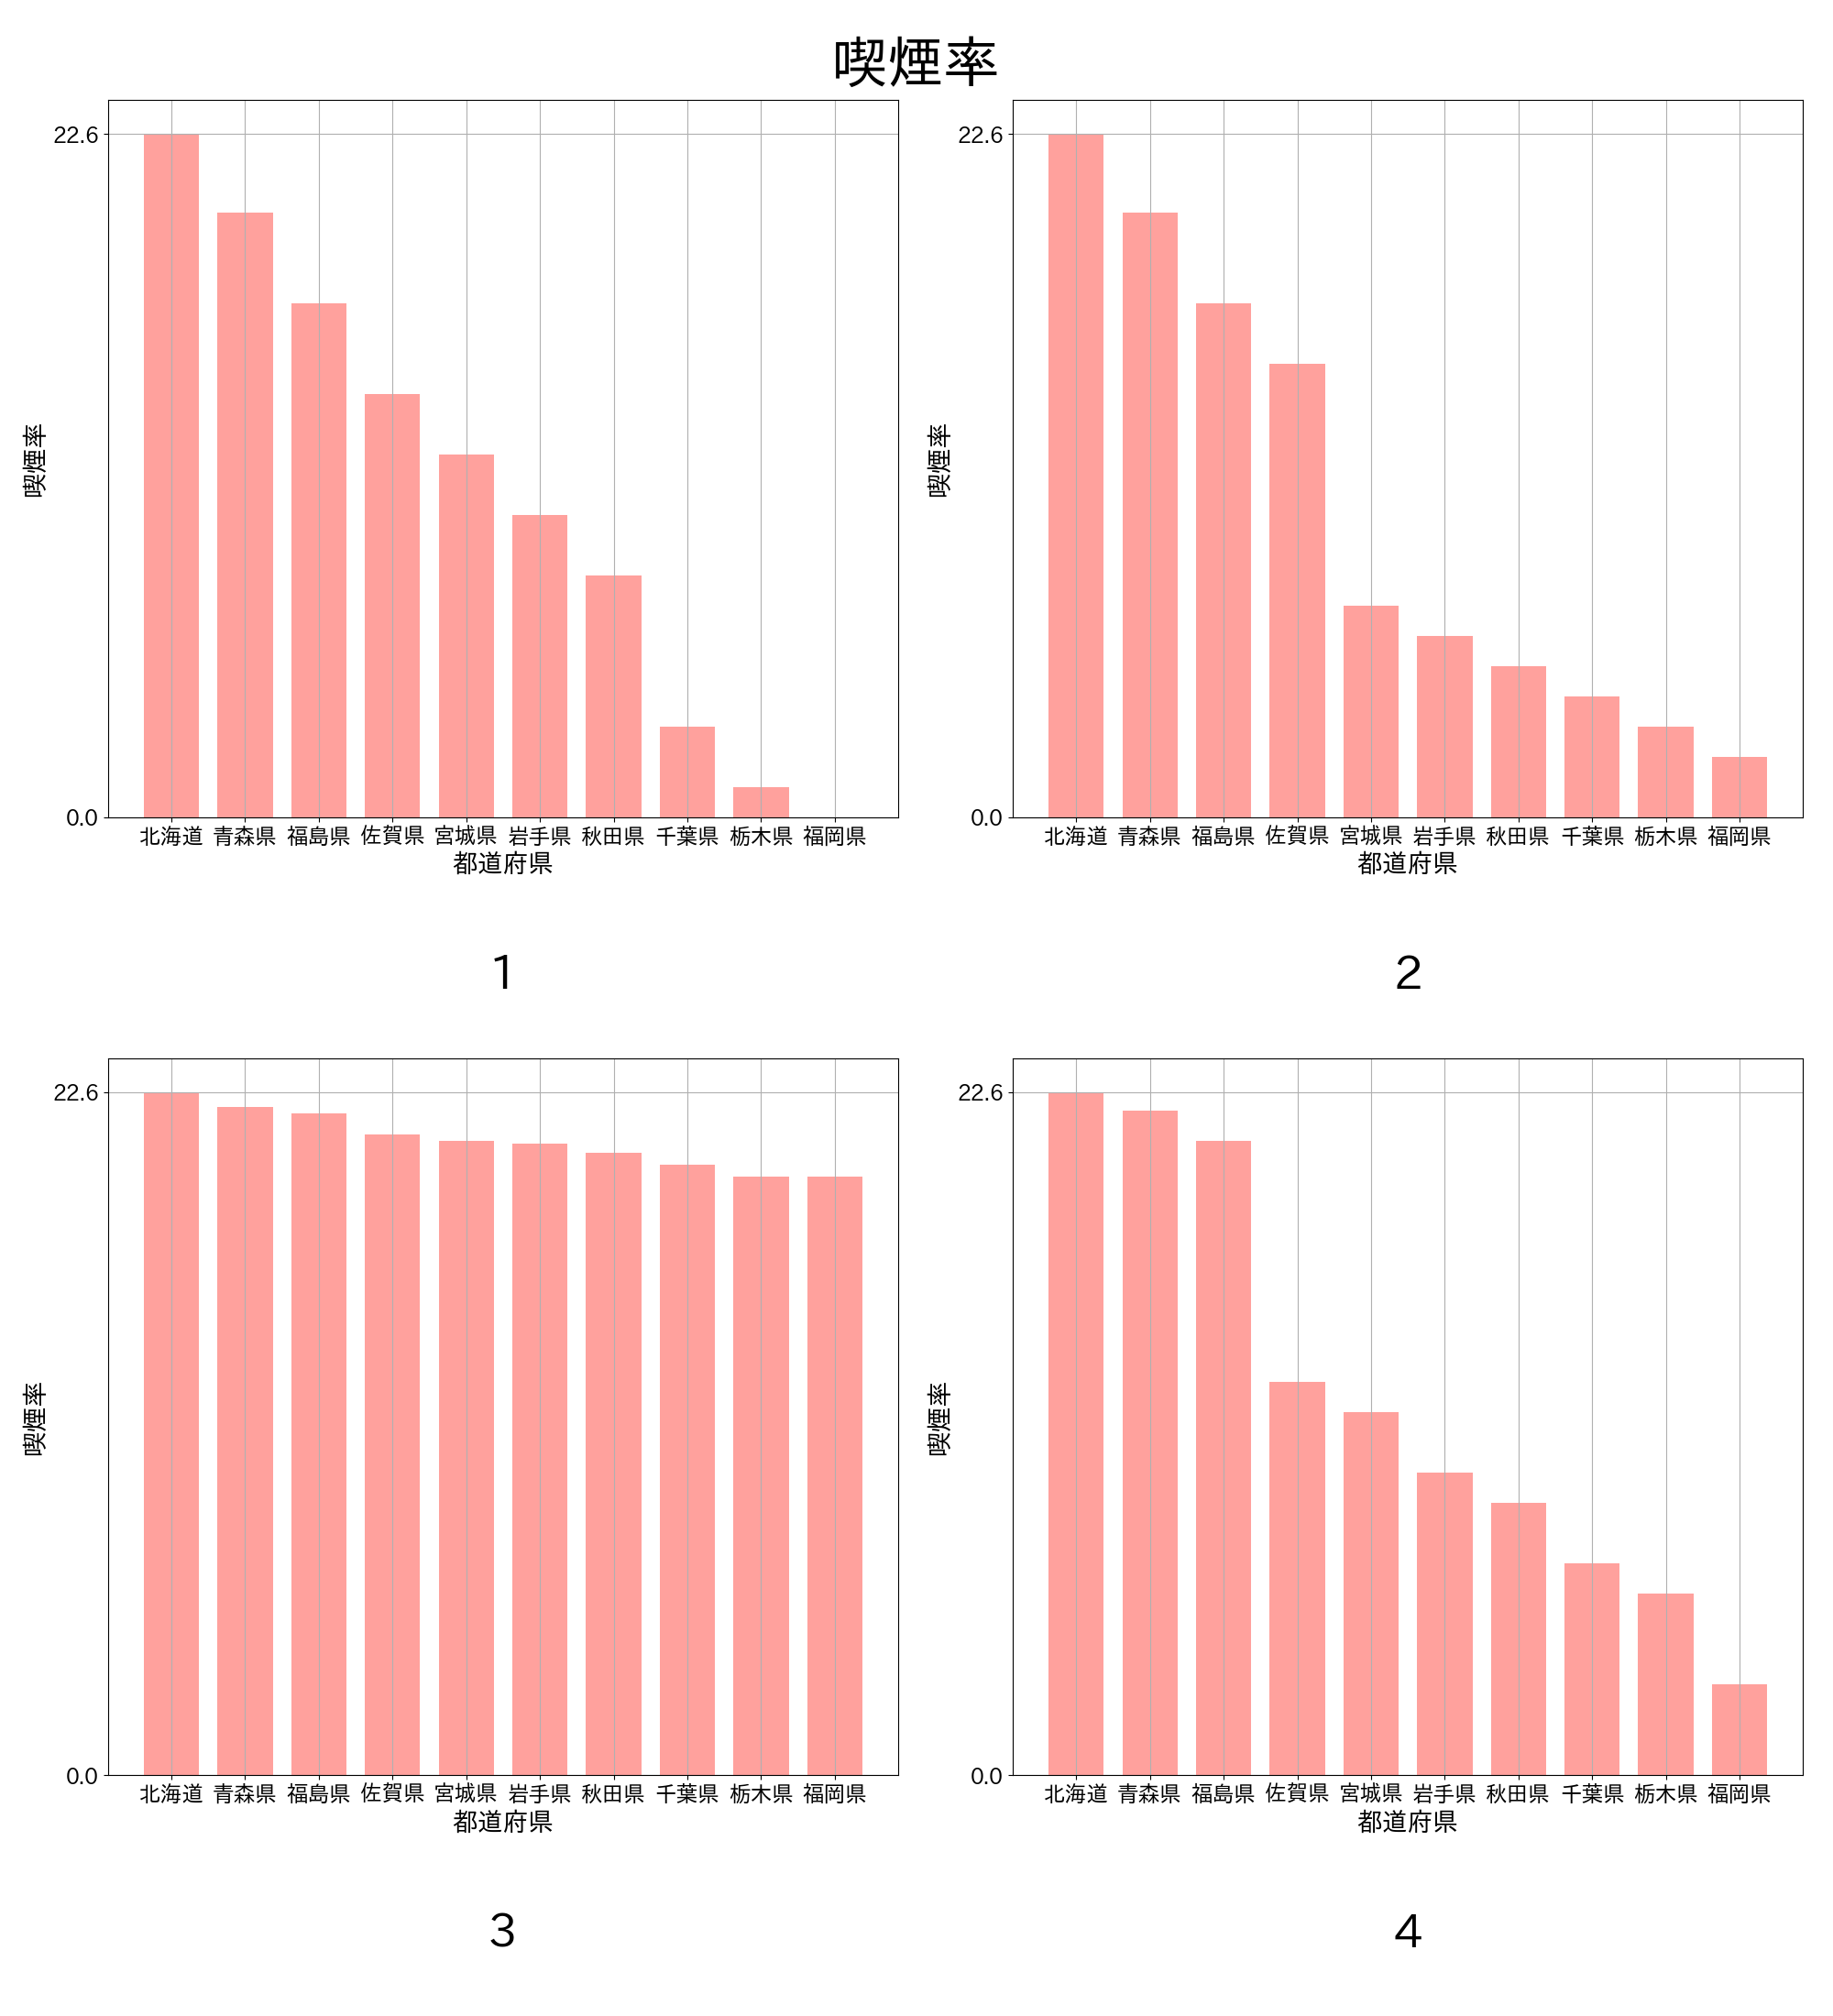 喫煙率
22.6
0.0
喫煙率
北海道 青森県 福島県 佐賀県 宮城県 岩手県 秋田県 千葉県 栃木県 福岡県
都道府県
1
22.6
0.0
喫煙率
北海道 青森県 福島県 佐賀県 宮城県 岩手県 秋田県 千葉県 栃木県 福岡県
都道府県
2
22.6
0.0
喫煙率
北海道 青森県 福島県 佐賀県 宮城県 岩手県 秋田県 千葉県 栃木県 福岡県
都道府県
3
22.6
0.0
喫煙率
北海道 青森県 福島県 佐賀県 宮城県 岩手県 秋田県 千葉県 栃木県 福岡県
都道府県
4